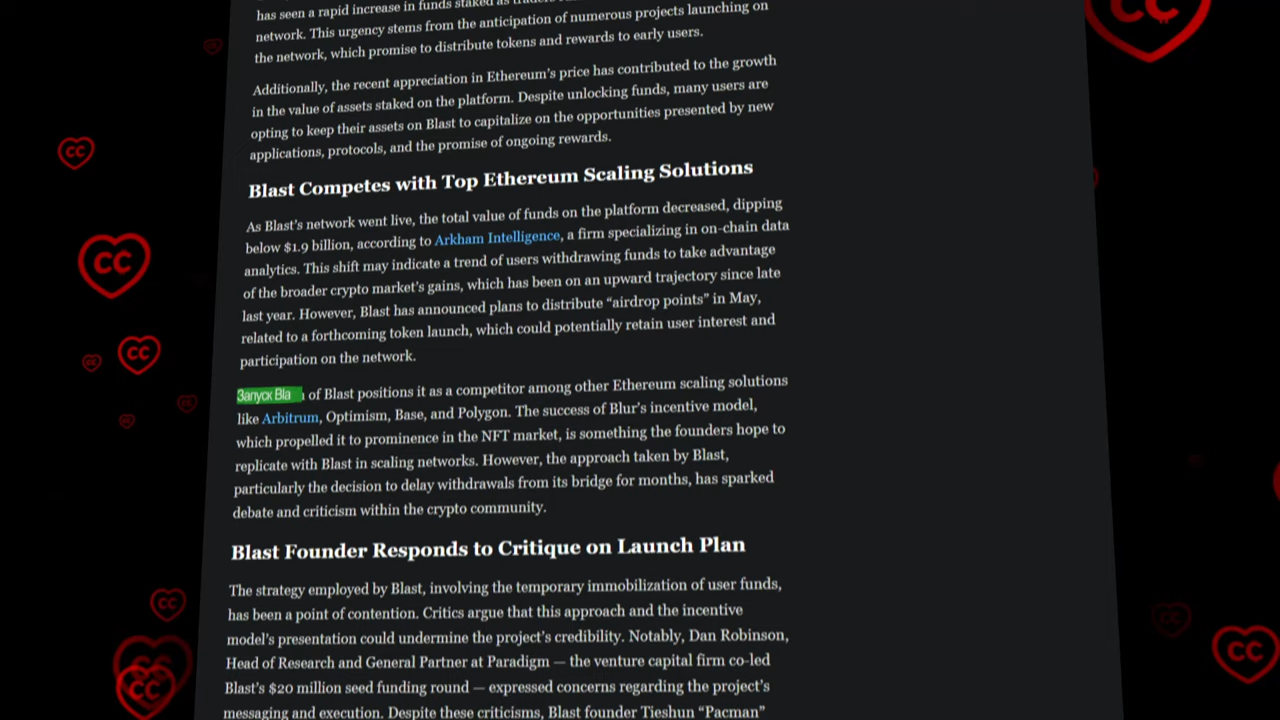 has seen a rapid increase in funds staked as
network. This urgency stems from the anticipation of numerous projects launching on
the network, which promise to distribute tokens and rewards to early users.
Additionally, the recent appreciation in Ethereum's price has contributed to the growth
in the value of assets staked on the platform. Despite unlocking funds, many users are
opting to keep their assets on Blast to capitalize on the opportunities presented by new
applications, protocols, and the promise of ongoing rewards.
Blast Competes with Top Ethereum Scaling Solutions
As Blast's network went live, the total value of funds on the platform decreased, dipping
below $1.9 billion, according to Arkham Intelligence, a firm specializing in on-chain data
analytics. This shift may indicate a trend of users withdrawing funds to take advantage
of the broader crypto market's gains, which has been on an upward trajectory since late
last year. However, Blast has announced plans to distribute “airdrop points” in May,
related to a forthcoming token launch, which could potentially retain user interest and
participation on the network.
Запуск Bla of Blast positions it as a competitor among other Ethereum scaling solutions
like Arbitrum, Optimism, Base, and Polygon. The success of Blur's incentive model,
which propelled it to prominence in the NFT market, is something the founders hope to
replicate with Blast in scaling networks. However, the approach taken by Blast,
particularly the decision to delay withdrawals from its bridge for months, has sparked
debate and criticism within the crypto community.
Blast Founder Responds to Critique on Launch Plan
The strategy employed by Blast, involving the temporary immobilization of user funds,
has been a point of contention. Critics argue that this approach and the incentive
model's presentation could undermine the project's credibility. Notably, Dan Robinson,
Head of Research and General Partner at Paradigm — the venture capital firm co-led
Blast's $20 million seed funding round — expressed concerns regarding the project's
messaging and execution. Despite these criticisms, Blast founder Tieshun “Pacman”
CC
CC
CC
CC
CC
CC
CC
CC